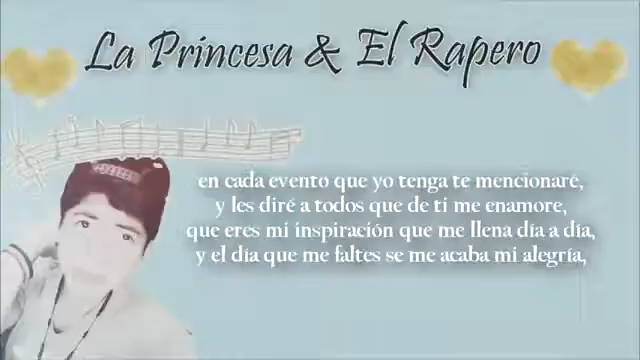 La Princesa & El Rapero
en cada evento que yo tenga te mencionaré,
y les diré a todos que de ti me enamore,
que eres mi inspiración que me llena día a día,
y el día que me faltes se me acaba mi alegría,